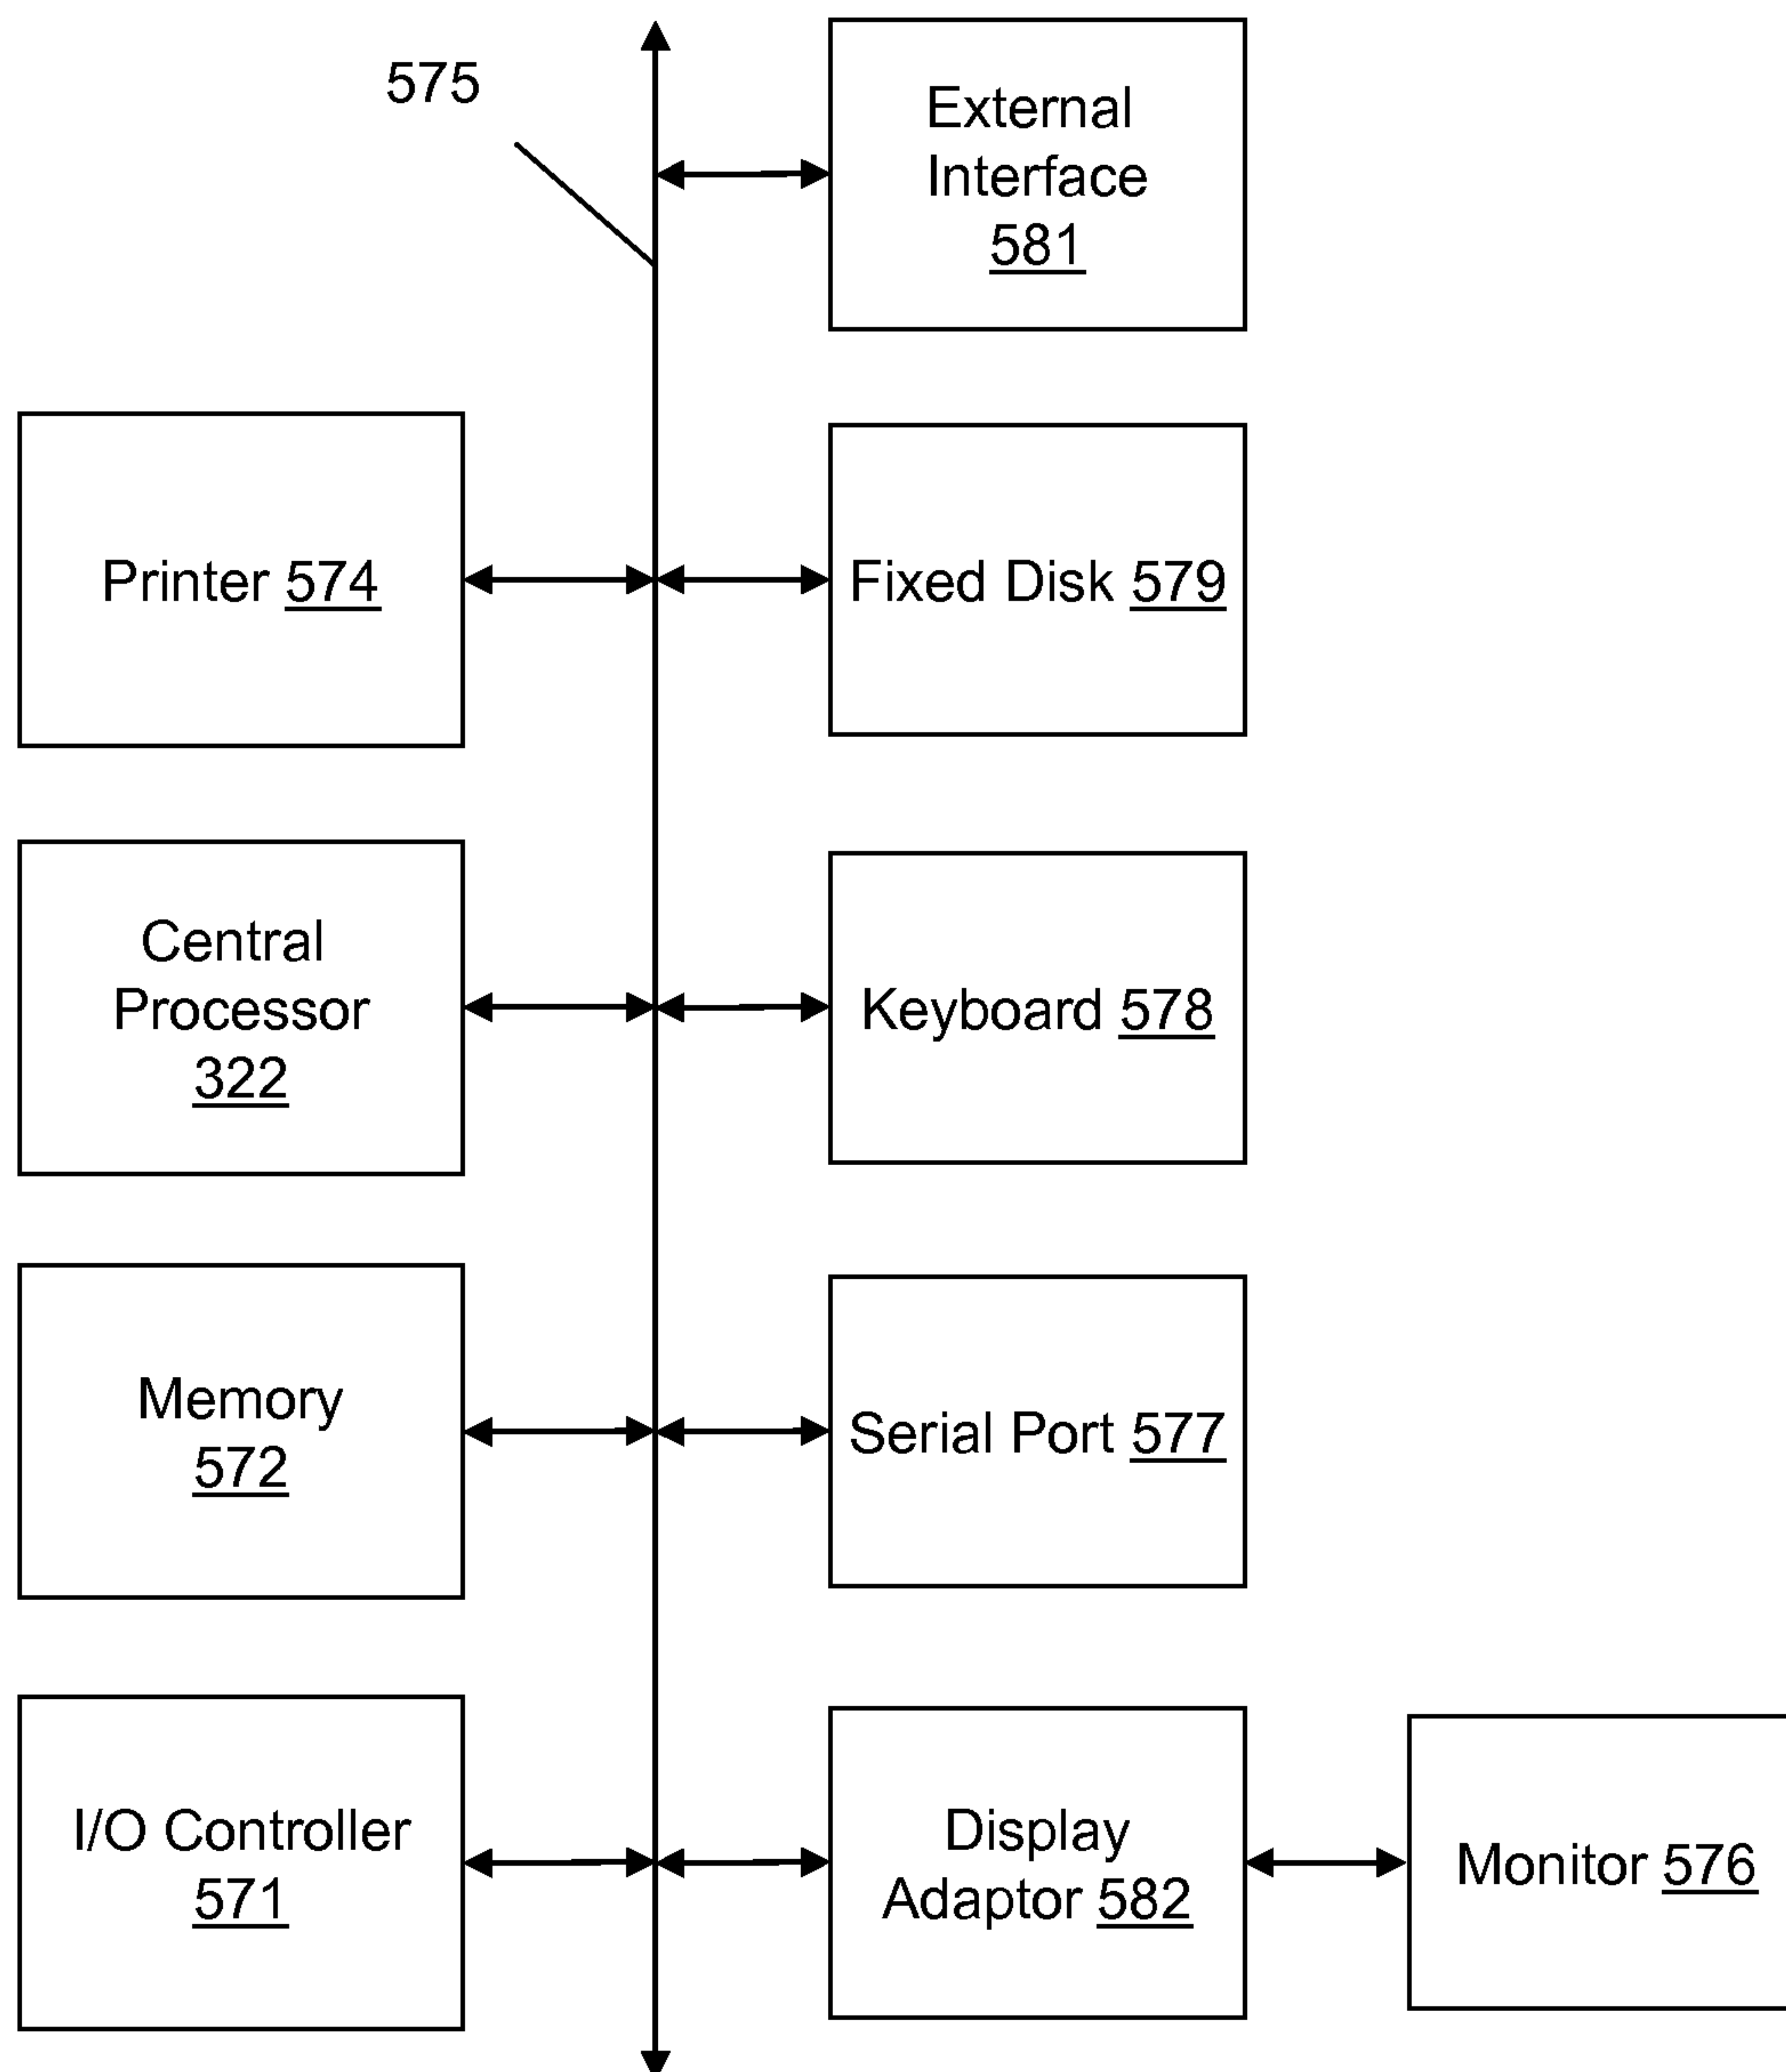 575
External
Interface
581
Printer 574
Fixed Disk 579
Central
Processor
322
Keyboard 578
Memory
572
Serial Port 577
I/O Controller
571
Display
Adaptor 582
Monitor 576